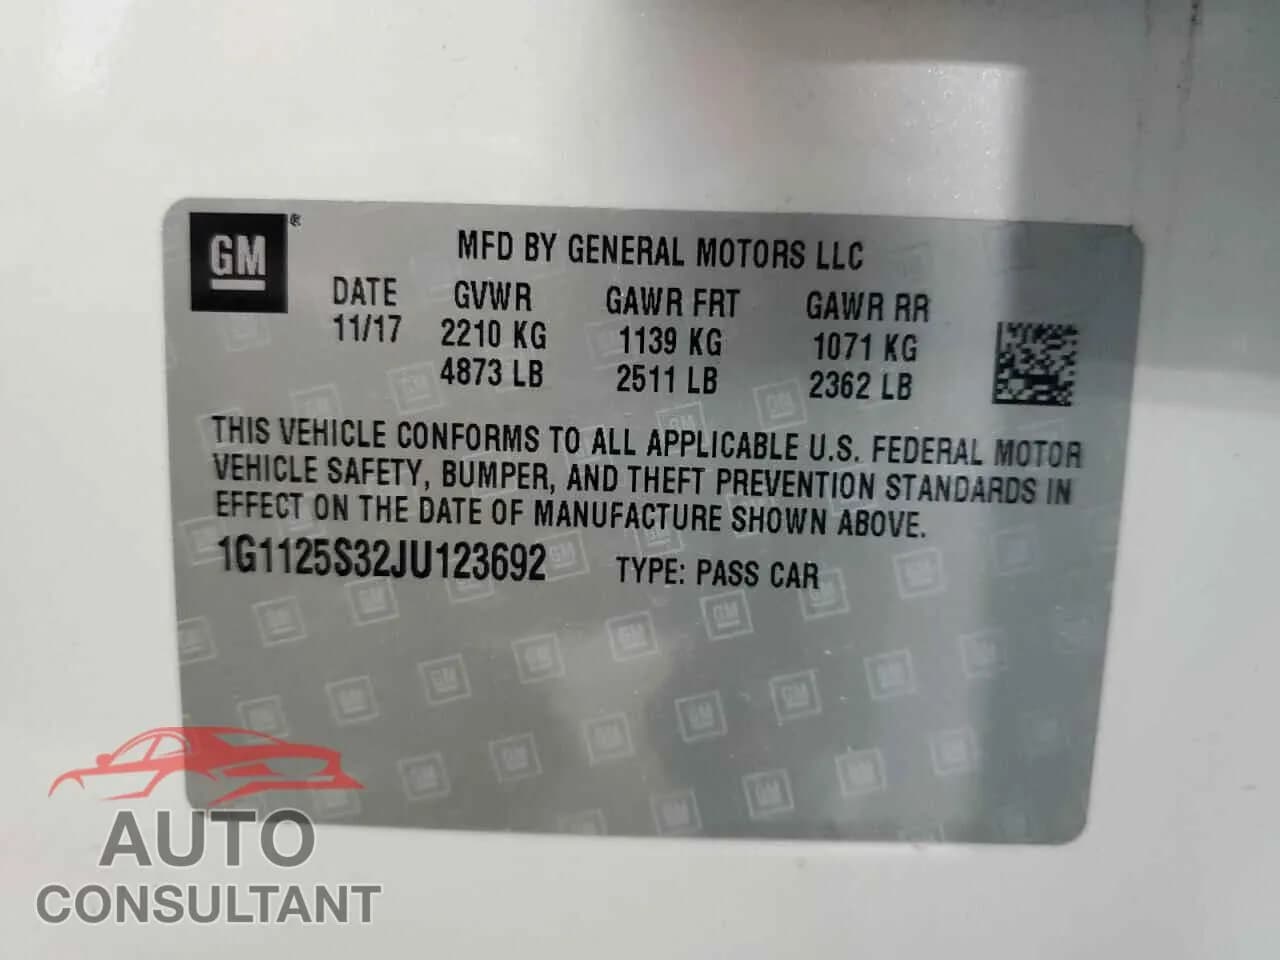 GM®
MFD BY GENERAL MOTORS LLC
DATE GVWR GAWR FRT GAWR RR
11/17 2210 KG 1139 KG 1071 KG
4873 LB 2511 LB 2362 LB
THIS VEHICLE CONFORMS TO ALL APPLICABLE U.S. FEDERAL MOTOR
VEHICLE SAFETY, BUMPER, AND THEFT PREVENTION STANDARDS IN
EFFECT ON THE DATE OF MANUFACTURE SHOWN ABOVE.
1G1125S32JU123692 TYPE: PASS CAR
AUTO
CONSULTANT